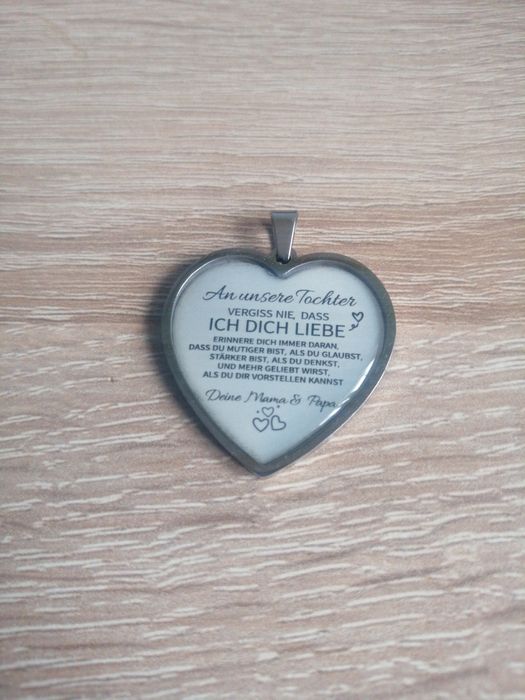 An unsere Tochter
VERGISS NIE, DASS
ICH DICH LIEBE
ERINNERE DICH IMMER DARAN,
DASS DU MUTIGER BIST, ALS DU GLAUBST,
STÄRKER BIST, ALS DU DENKST,
UND MEHR GELIEBT WIRST,
ALS DU DIR VORSTELLEN KANNST
Deine Mama & Papa